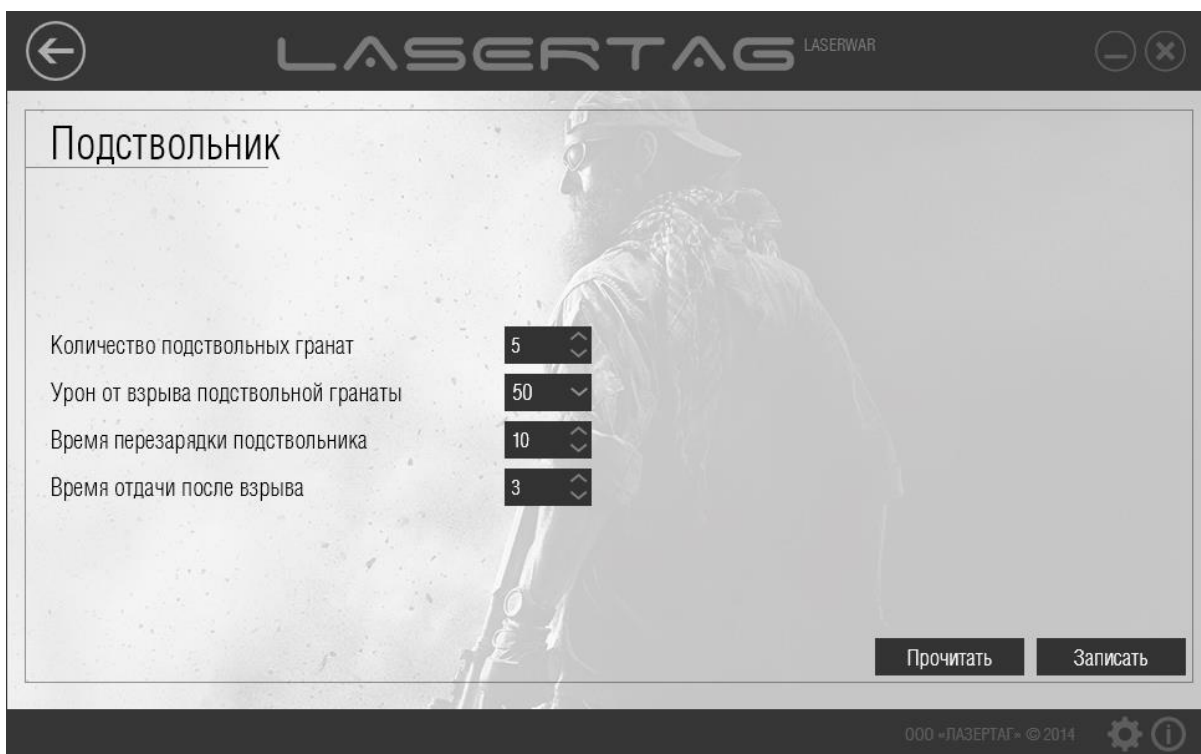 LASERTAG LASERWAR
Подствольник
Количество подствольных гранат 5
Урон от взрыва подствольной гранаты 50
Время перезарядки подствольника 10
Время отдачи после взрыва 3
Прочитать Записать
ООО «ЛАЗЕРТАГ» © 2014